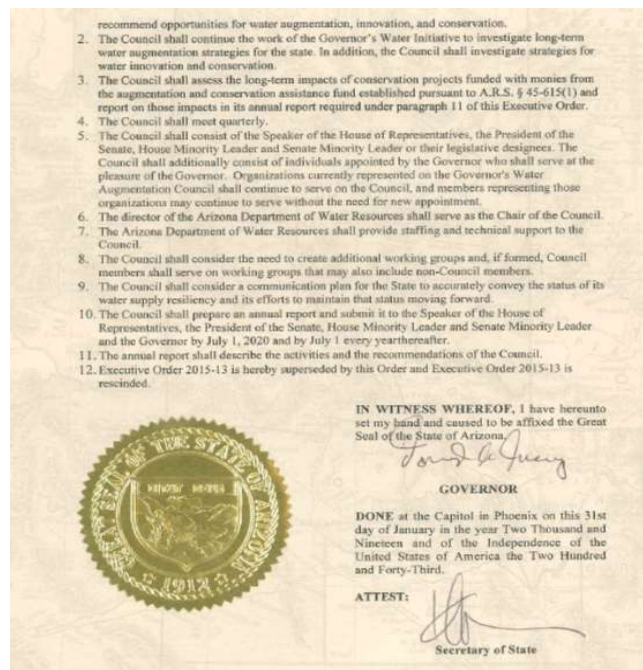 recommend opportunities for water augmentation, innovation, and conservation.
2. The Council shall continue the work of the Governor's Water Initiative to investigate long-term
water augmentation strategies for the state. In addition, the Council shall investigate strategies for
water innovation and conservation.
3. The Council shall assess the long-term impacts of conservation projects funded with monies from
the augmentation and conservation assistance fund established pursuant to A.R.S. § 45-615(1) and
report on those impacts in its annual report required under paragraph 11 of this Executive Order.
4. The Council shall meet quarterly.
5. The Council shall consist of the Speaker of the House of Representatives, the President of the
Senate, House Minority Leader and Senate Minority Leader or their legislative designees. The
Council shall additionally consist of individuals appointed by the Governor who shall serve at the
pleasure of the Governor. Organizations currently represented on the Governor's Water
Augmentation Council shall continue to serve on the Council, and members representing those
organizations may continue to serve without the need for new appointment.
6. The director of the Arizona Department of Water Resources shall serve as the Chair of the Council.
7. The Arizona Department of Water Resources shall provide staffing and technical support to the
Council.
8. The Council shall consider the need to create additional working groups and, if formed, Council
members shall serve on working groups that may also include non-Council members.
9. The Council shall consider a communication plan for the State to accurately convey the status of its
water supply resiliency and its efforts to maintain that status moving forward.
10. The Council shall prepare an annual report and submit it to the Speaker of the House of
Representatives, the President of the Senate, House Minority Leader and Senate Minority Leader
and the Governor by July 1, 2020 and by July 1 every yearthereafter.
11. The annual report shall describe the activities and the recommendations of the Council.
12. Executive Order 2015-13 is hereby superseded by this Order and Executive Order 2015-13 is
rescinded.
GREAT SEAL OF THE STATE OF ARIZONA
DITAT DEUS
1912
IN WITNESS WHEREOF, I have hereunto
set my hand and caused to be affixed the Great
Seal of the State of Arizona.
GOVERNOR
DONE at the Capitol in Phoenix on this 31st
day of January in the year Two Thousand and
Nineteen and of the Independence of the
United States of America the Two Hundred
and Forty-Third.
ATTEST:
Secretary of State